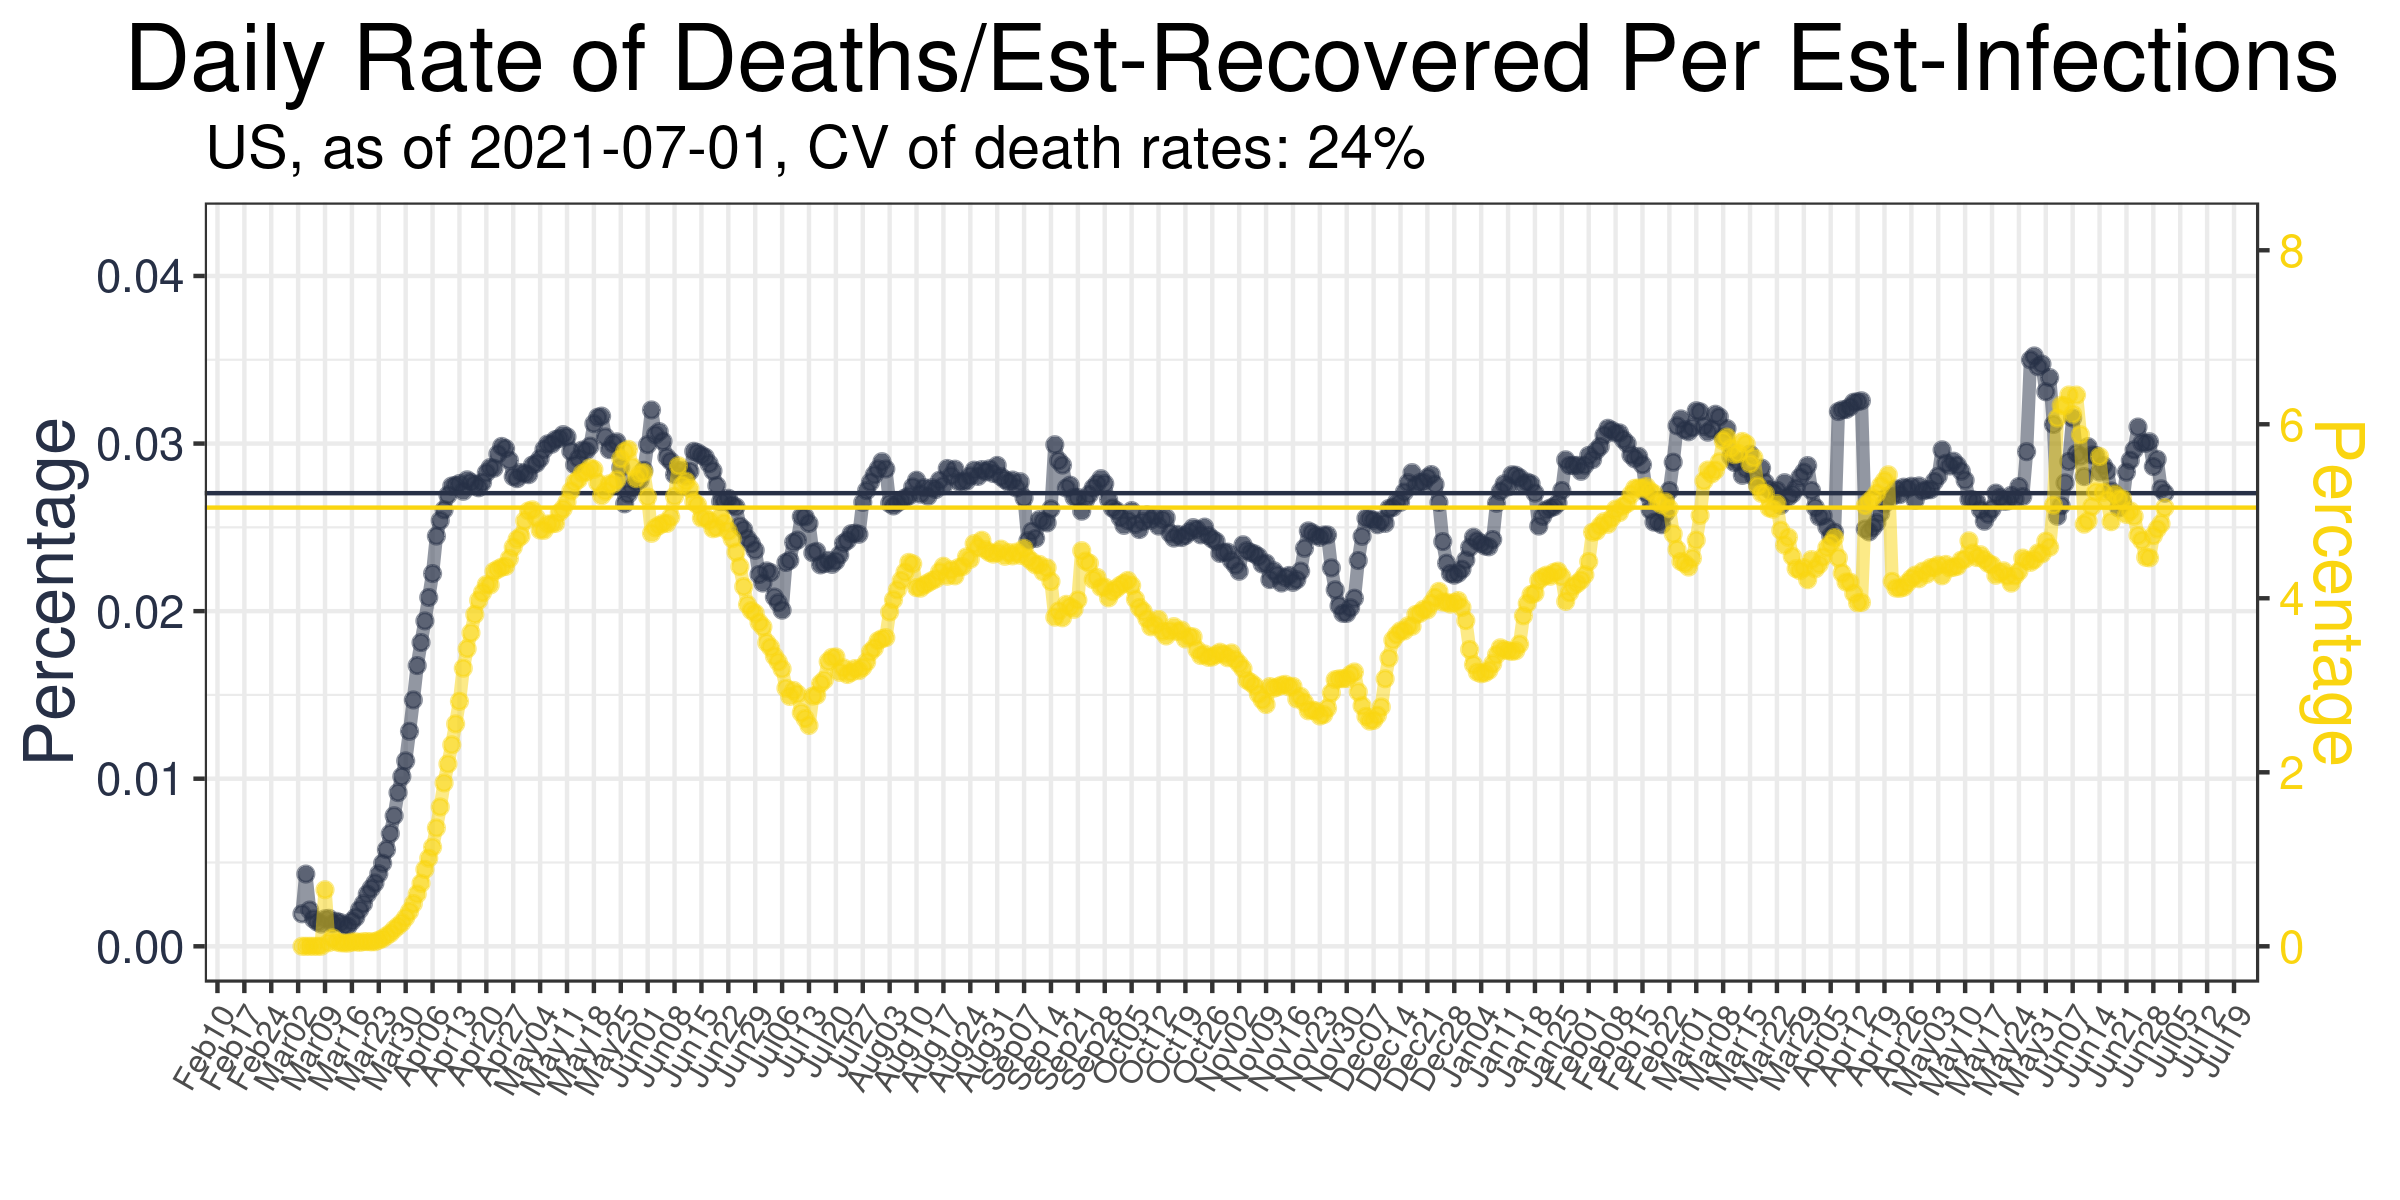 Daily Rate of Deaths/Est-Recovered Per Est-Infections
US, as of 2021-07-01, CV of death rates: 24%
Percentage
0.04
0.03
0.02
0.01
0.00
8
6
4
2
0
Percentage
Feb10
Feb17
Feb24
Mar02
Mar09
Mar16
Mar23
Mar30
Apr06
Apr13
Apr20
Apr27
May04
May11
May18
May25
Jun01
Jun08
Jun15
Jun22
Jun29
Jul06
Jul13
Jul20
Jul27
Aug03
Aug10
Aug17
Aug24
Aug31
Sep07
Sep14
Sep21
Sep28
Oct05
Oct12
Oct19
Oct26
Nov02
Nov09
Nov16
Nov23
Nov30
Dec07
Dec14
Dec21
Dec28
Jan04
Jan11
Jan18
Jan25
Feb01
Feb08
Feb15
Feb22
Mar01
Mar08
Mar15
Mar22
Mar29
Apr05
Apr12
Apr19
Apr26
May03
May10
May17
May24
May31
Jun07
Jun14
Jun21
Jun28
Jul05
Jul12
Jul19